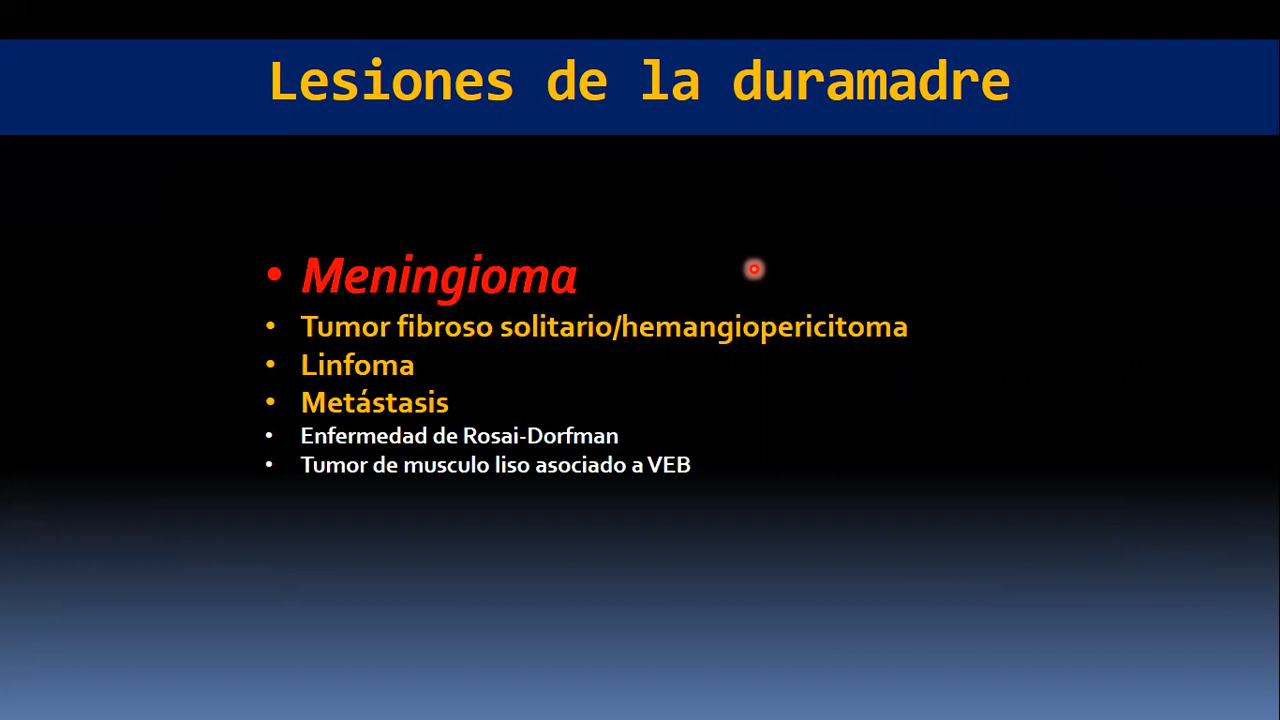 Lesiones de la duramadre
• Meningioma
• Tumor fibroso solitario/hemangiopericitoma
• Linfoma
• Metástasis
• Enfermedad de Rosai-Dorfman
• Tumor de musculo liso asociado a VEB